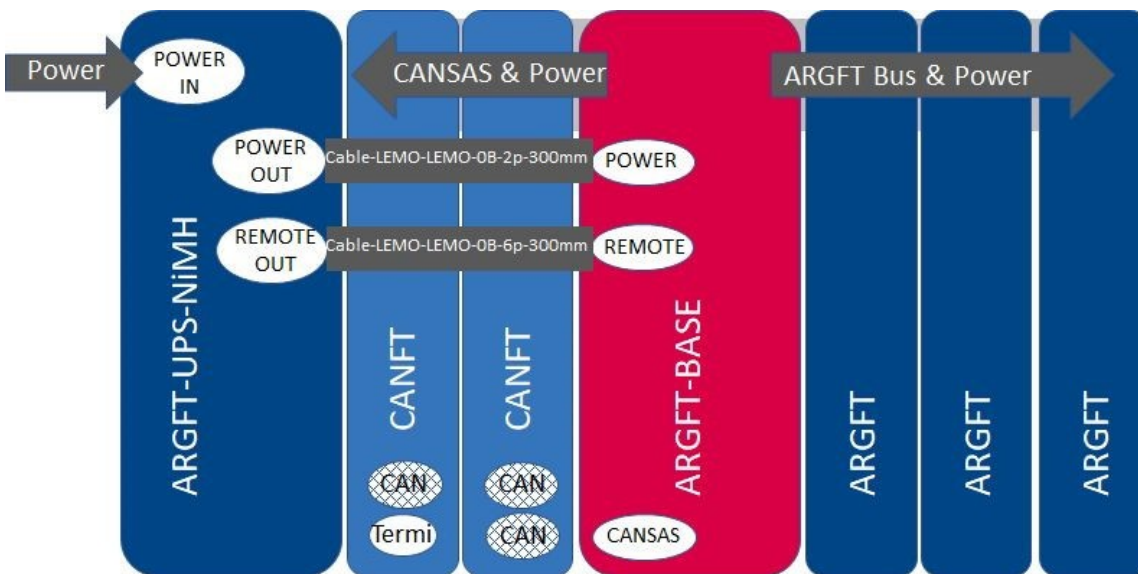 Power
POWER
IN
CANSAS & Power
ARGFT Bus & Power
POWER
OUT
Cable-LEMO-LEMO-0B-2p-300mm
POWER
REMOTE
OUT
Cable-LEMO-LEMO-0B-6p-300mm
REMOTE
ARGFT-UPS-NiMH
CANFT
CANFT
ARGFT-BASE
ARGFT
ARGFT
ARGFT
CAN
CAN
Termi
CAN
CANSAS